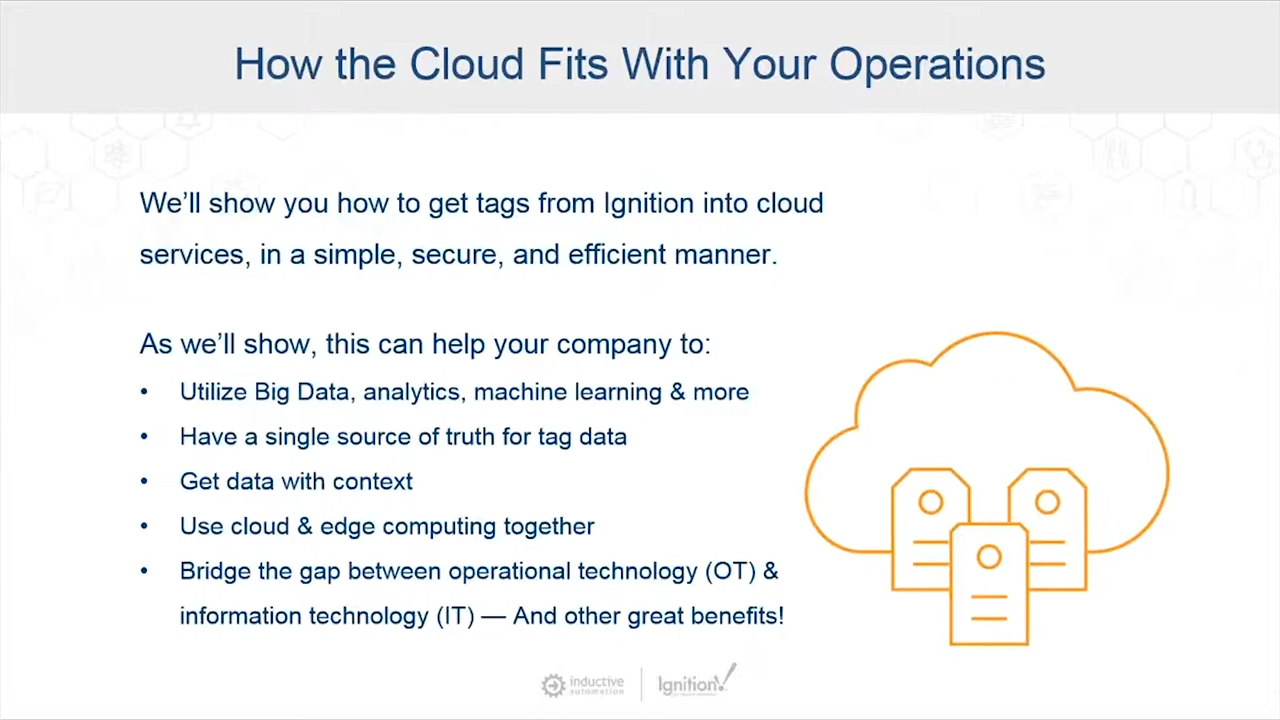 How the Cloud Fits With Your Operations
We'll show you how to get tags from Ignition into cloud
services, in a simple, secure, and efficient manner.
As we'll show, this can help your company to:
• Utilize Big Data, analytics, machine learning & more
• Have a single source of truth for tag data
• Get data with context
• Use cloud & edge computing together
• Bridge the gap between operational technology (OT) &
information technology (IT) — And other great benefits!
inductive
automation
Ignition!